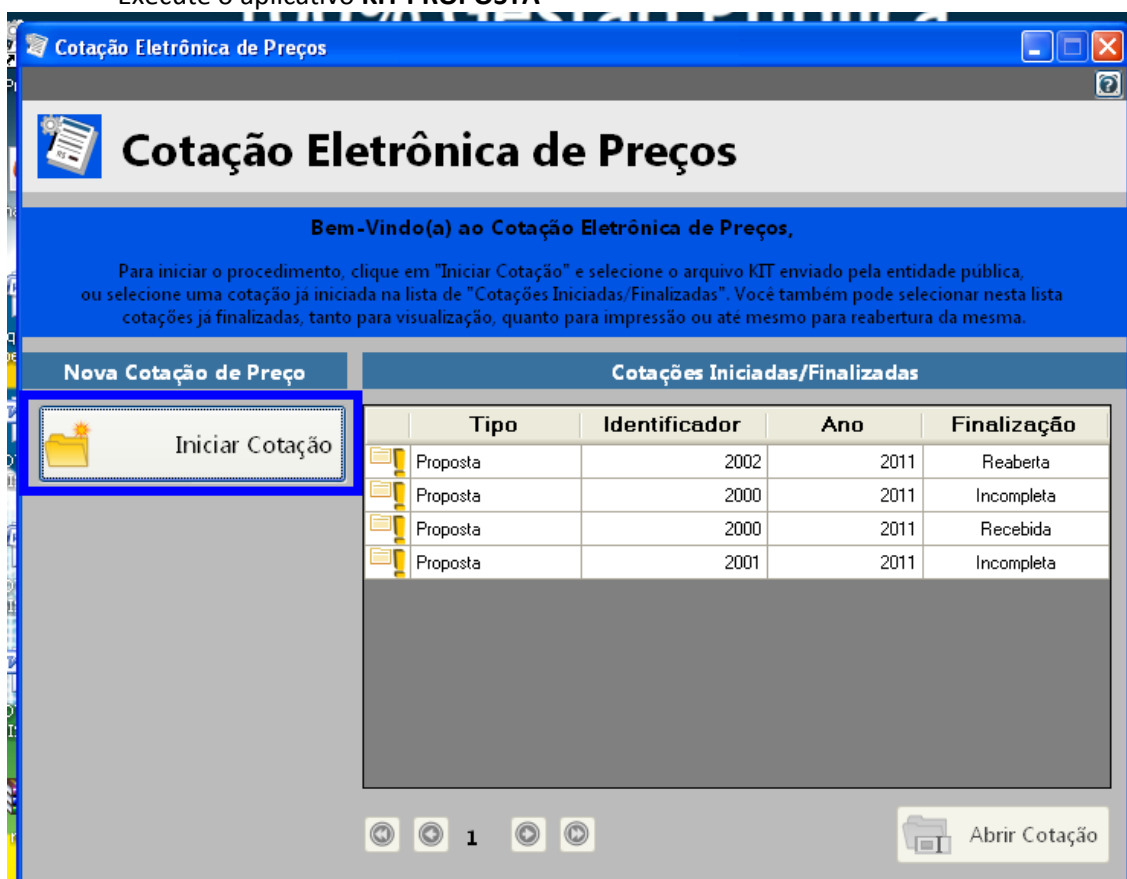 Execute o aplicativo KIT PROPOSTA
Cotação Eletrônica de Preços
Cotação Eletrônica de Preços
Bem-Vindo(a) ao Cotação Eletrônica de Preços,
Para iniciar o procedimento, clique em "Iniciar Cotação" e selecione o arquivo KIT enviado pela entidade pública,
ou selecione uma cotação já iniciada na lista de "Cotações Iniciadas/Finalizadas". Você também pode selecionar nesta lista
cotações já finalizadas, tanto para visualização, quanto para impressão ou até mesmo para reabertura da mesma.
Nova Cotação de Preço
Cotações Iniciadas/Finalizadas
Iniciar Cotação
Tipo Identificador Ano Finalização
Proposta 2002 2011 Reaberta
Proposta 2000 2011 Incompleta
Proposta 2000 2011 Recebida
Proposta 2001 2011 Incompleta
1
Abrir Cotação